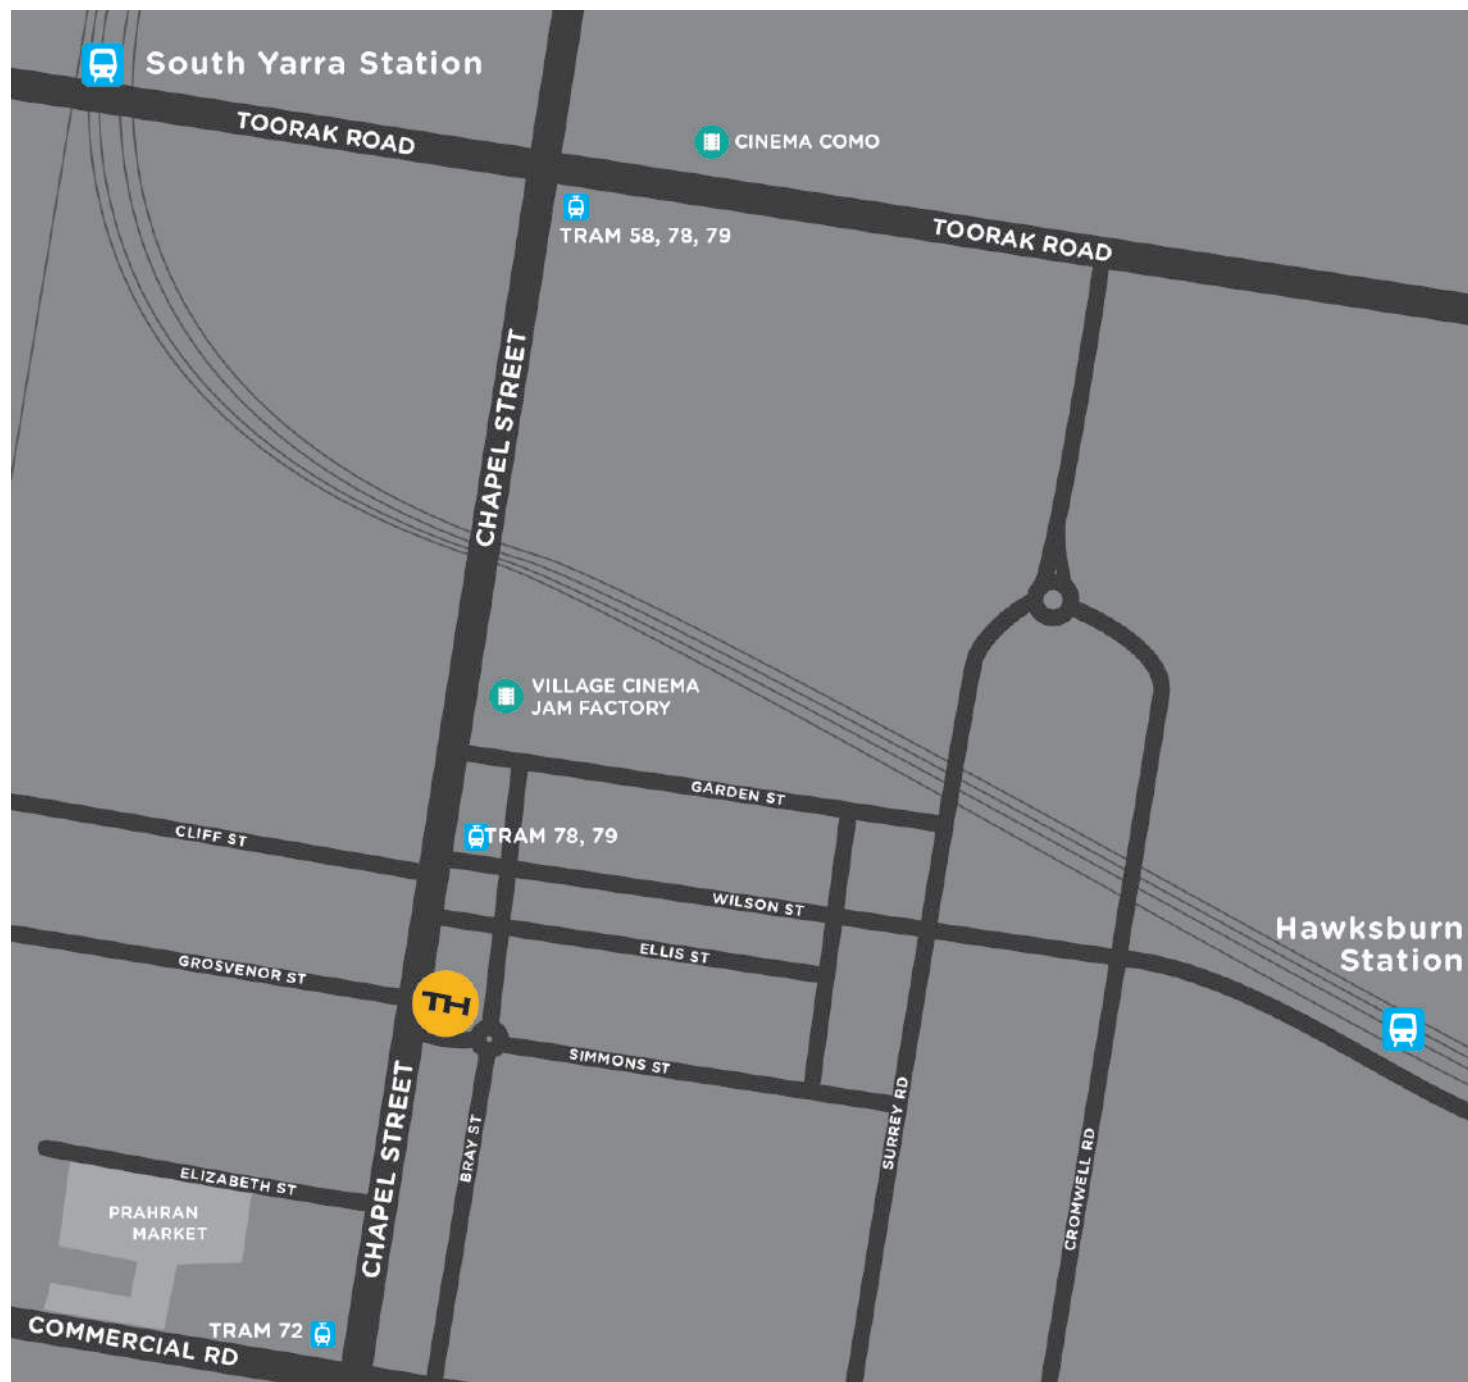 South Yarra Station
TOORAK ROAD
CINEMA COMO
TRAM 58, 78, 79
TOORAK ROAD
CHAPEL STREET
VILLAGE CINEMA
JAM FACTORY
GARDEN ST
CLIFF ST
TRAM 78, 79
WILSON ST
Hawksburn
Station
ELLIS ST
GROSVENOR ST
TH
SIMMONS ST
CHAPEL STREET
BRAY ST
SURREY RD
CROMWELL RD
ELIZABETH ST
PRAHRAN
MARKET
TRAM 72
COMMERCIAL RD